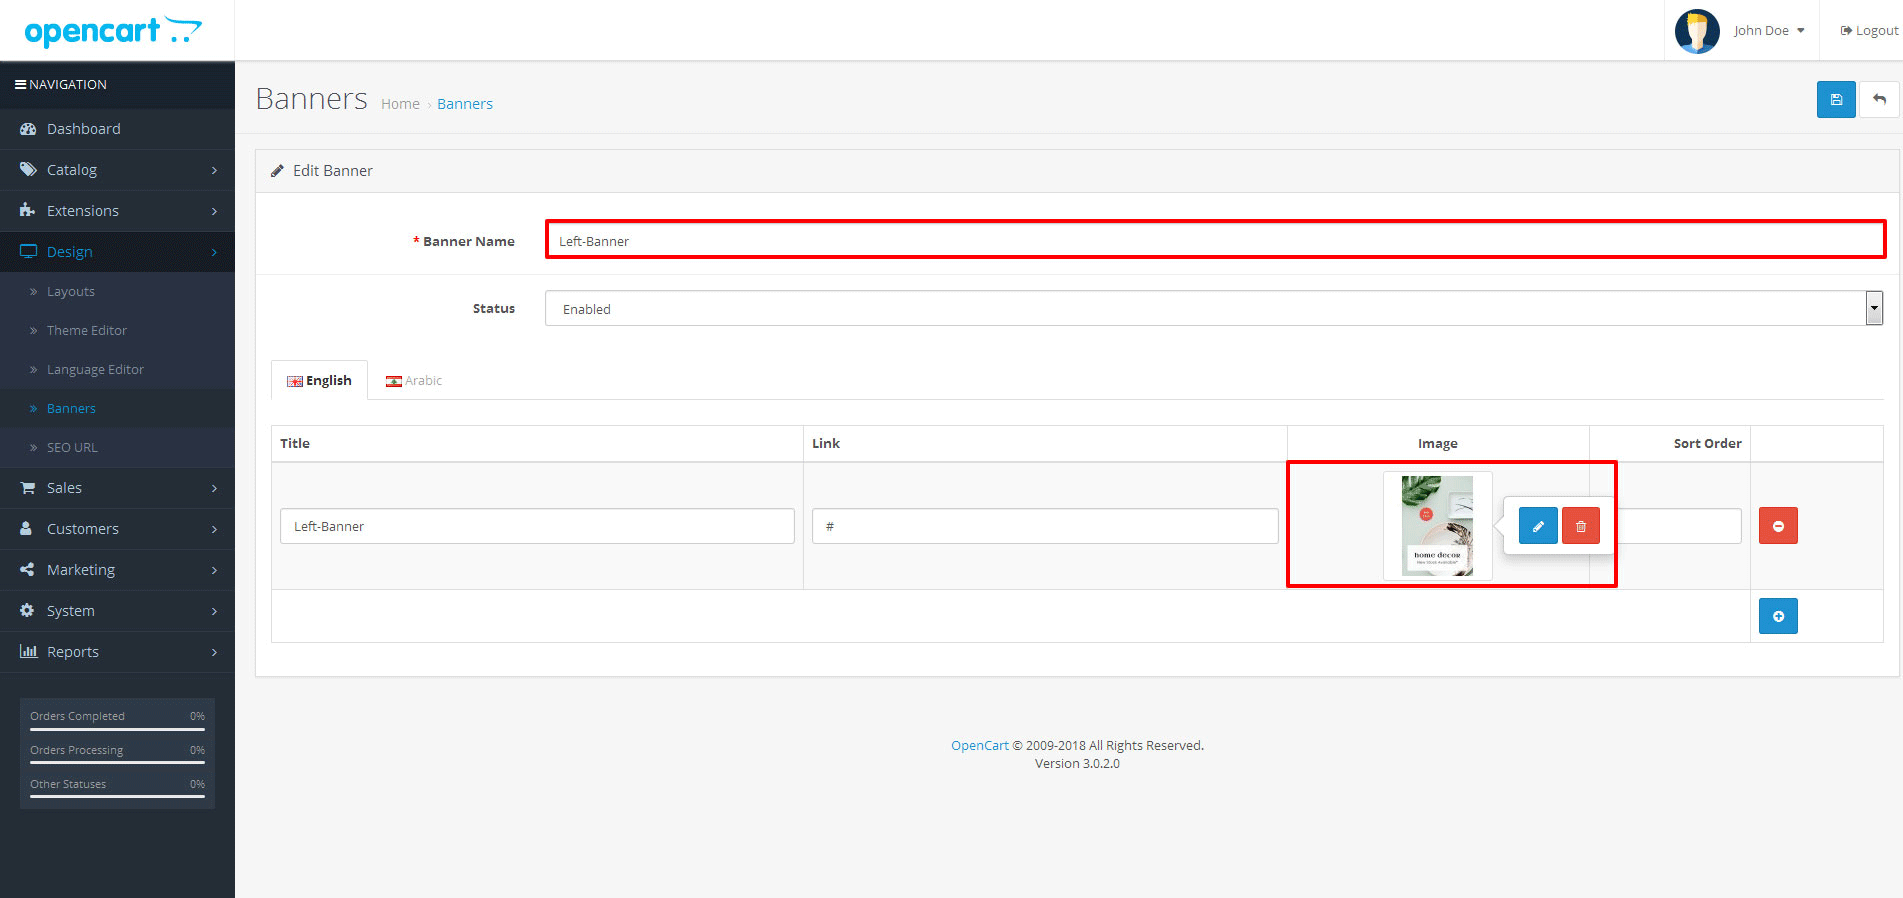 opencart
John Doe
Logout
NAVIGATION
Dashboard
Catalog
Extensions
Design
Layouts
Theme Editor
Language Editor
Banners
SEO URL
Sales
Customers
Marketing
System
Reports
Orders Completed 0%
Orders Processing 0%
Other Statuses 0%
Banners Home › Banners
Edit Banner
* Banner Name Left-Banner
Status Enabled
English Arabic
Title Link Image Sort Order
Left-Banner # 
home decor
OpenCart © 2009-2018 All Rights Reserved.
Version 3.0.2.0